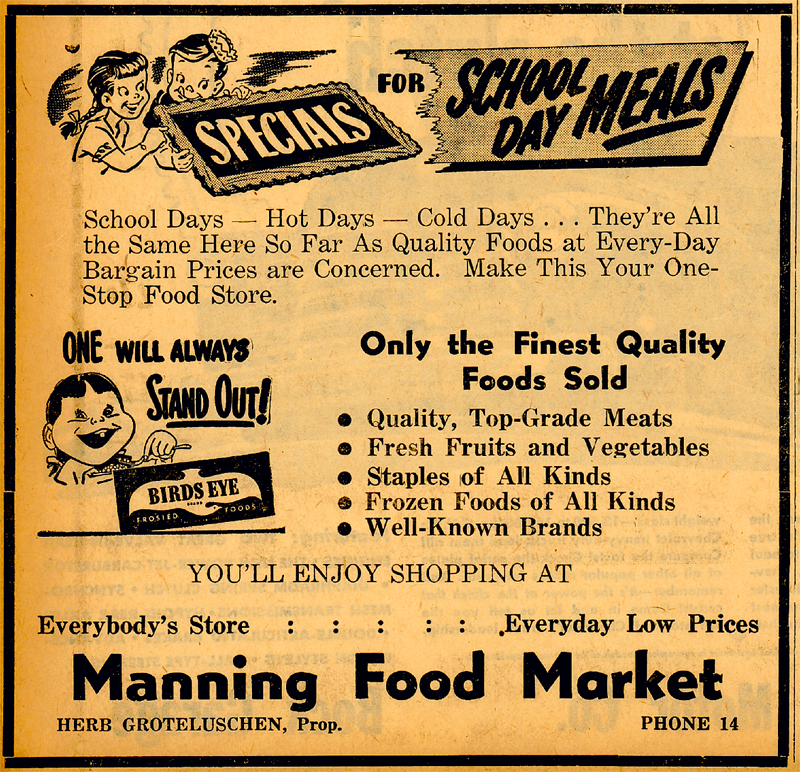 SPECIALS
FOR SCHOOL DAY MEALS
School Days — Hot Days — Cold Days . . . They're All
the Same Here So Far As Quality Foods at Every-Day
Bargain Prices are Concerned. Make This Your One-
Stop Food Store.
ONE WILL ALWAYS
STAND OUT!
BIRDS EYE
BRAND
FROSTED FOODS
Only the Finest Quality
Foods Sold
● Quality, Top-Grade Meats
● Fresh Fruits and Vegetables
● Staples of All Kinds
● Frozen Foods of All Kinds
● Well-Known Brands
YOU'LL ENJOY SHOPPING AT
Everybody's Store : : : : : Everyday Low Prices
Manning Food Market
HERB GROTELUSCHEN, Prop. PHONE 14